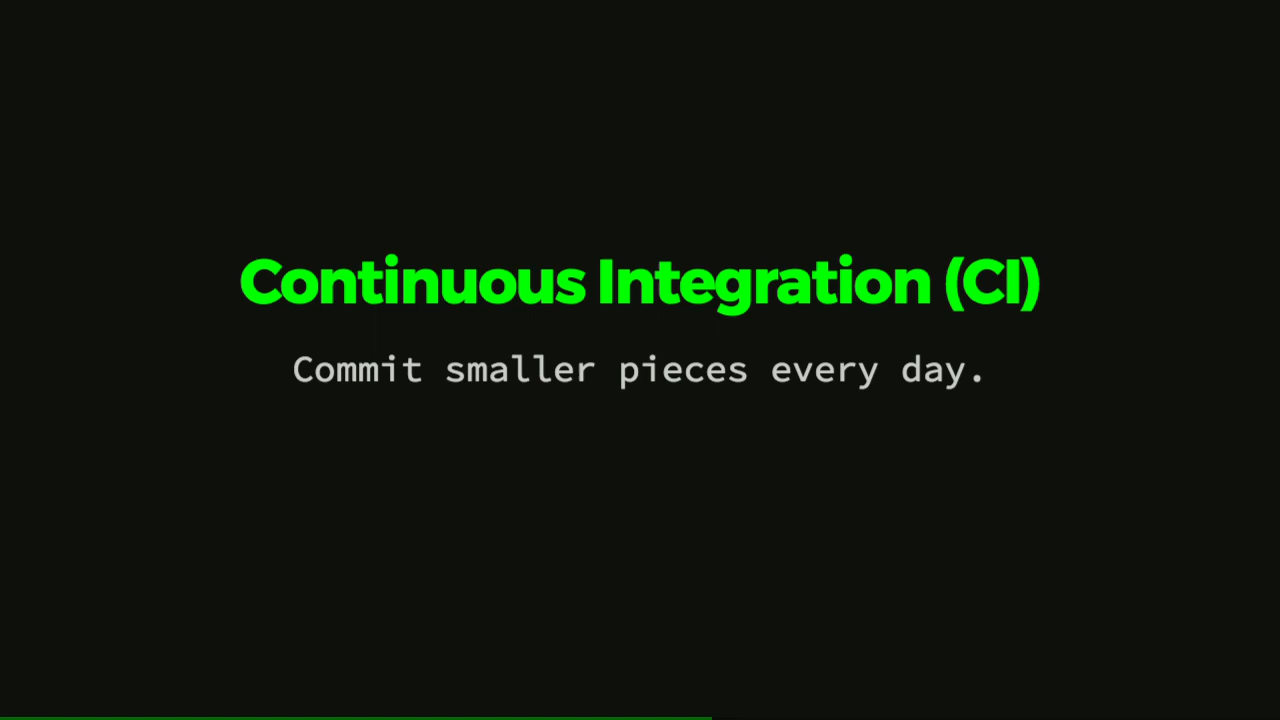 Continuous Integration (CI)
Commit smaller pieces every day.